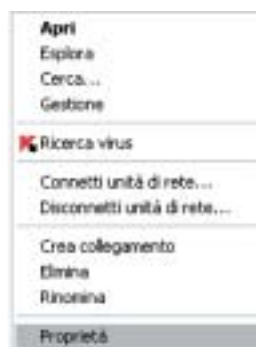 Apri
Esplora
Cerca...
Gestione
Ricerca virus
Connetti unità di rete...
Disconnetti unità di rete...
Crea collegamento
Elimina
Rinomina
Proprietà